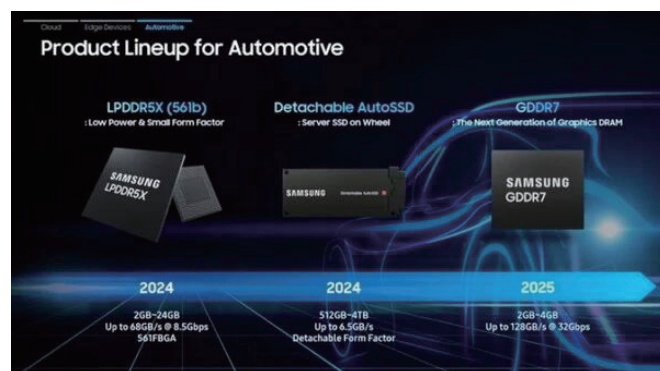 Cloud Edge Devices Automotive
Product Lineup for Automotive
LPDDR5X (561b)
: Low Power & Small Form Factor
Detachable AutoSSD
: Server SSD on Wheel
GDDR7
: The Next Generation of Graphics DRAM
SAMSUNG
LPDDR5X
SAMSUNG Detachable AutoSSD
SAMSUNG
GDDR7
2024
2GB~24GB
Up to 68GB/s @ 8.5Gbps
561FBGA
2024
512GB~4TB
Up to 6.5GB/s
Detachable Form Factor
2025
2GB~4GB
Up to 128GB/s @ 32Gbps